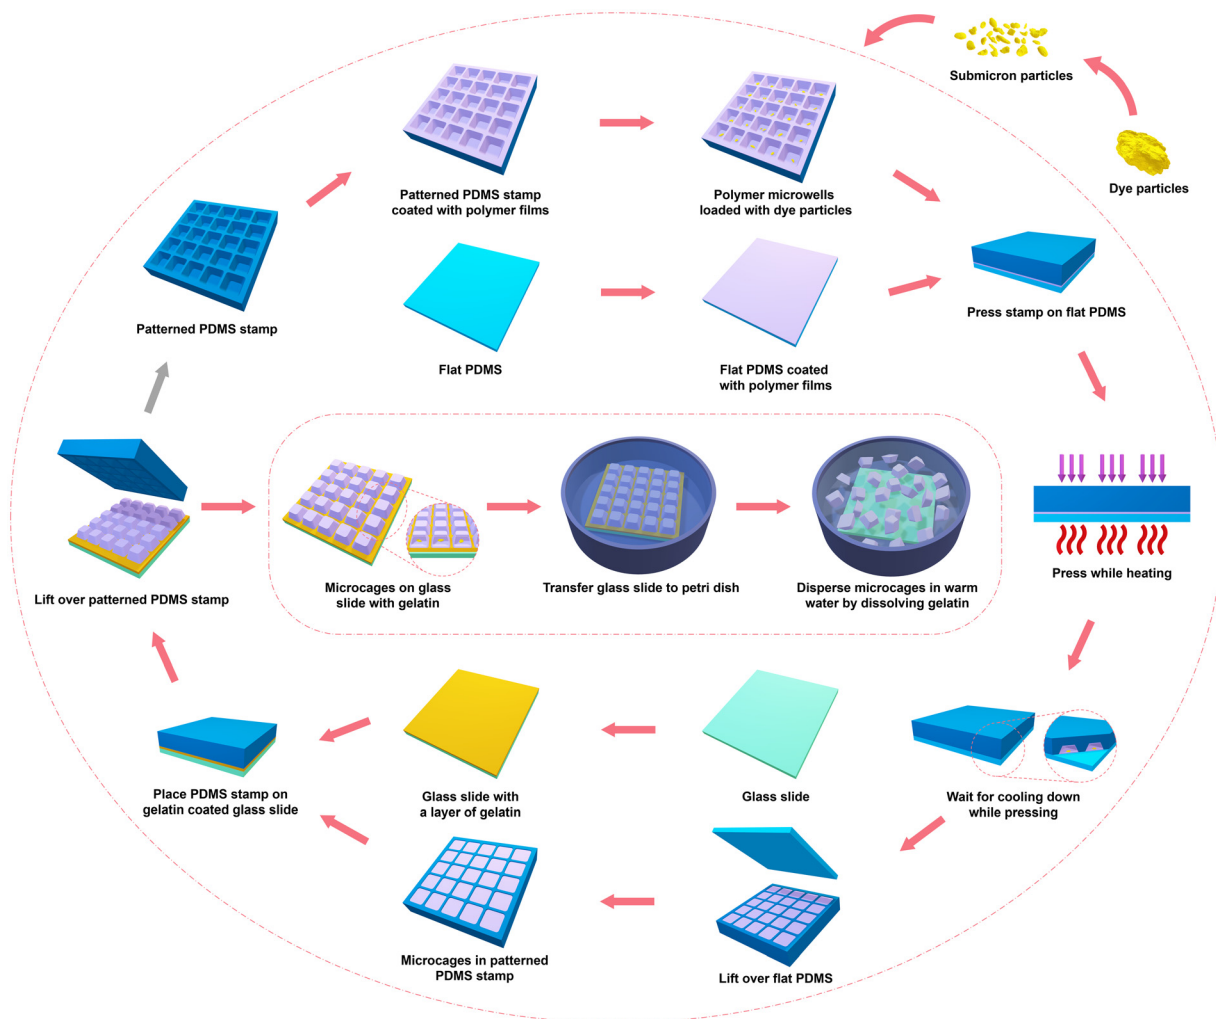 Submicron particles
Dye particles
Patterned PDMS stamp
coated with polymer films
Polymer microwells
loaded with dye particles
Patterned PDMS stamp
Flat PDMS
Flat PDMS coated
with polymer films
Press stamp on flat PDMS
Lift over patterned PDMS stamp
Microcages on glass
slide with gelatin
Transfer glass slide to petri dish
Disperse microcages in warm
water by dissolving gelatin
Press while heating
Place PDMS stamp on
gelatin coated glass slide
Glass slide with
a layer of gelatin
Glass slide
Wait for cooling down
while pressing
Microcages in patterned
PDMS stamp
Lift over flat PDMS